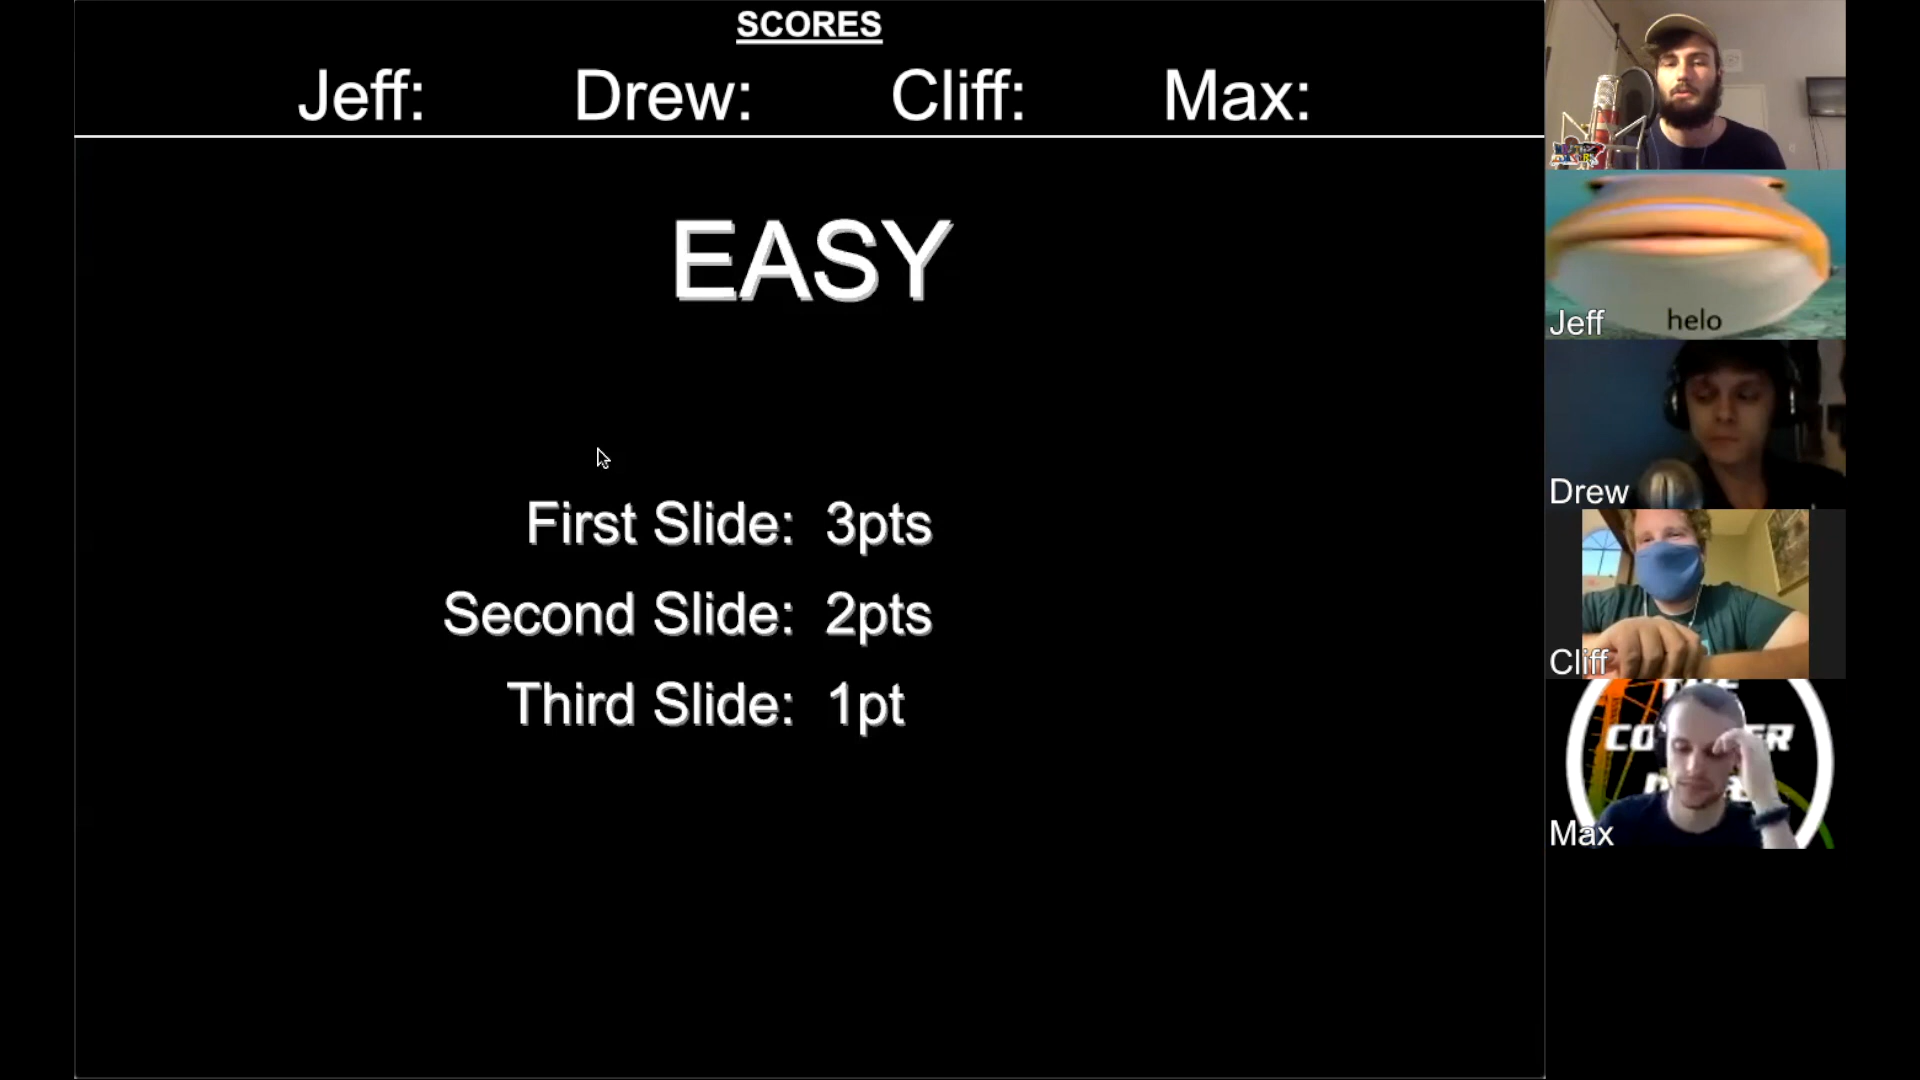 SCORES
Jeff: Drew: Cliff: Max:
EASY
First Slide: 3pts
Second Slide: 2pts
Third Slide: 1pt
helo
Jeff
Drew
Cliff
Max